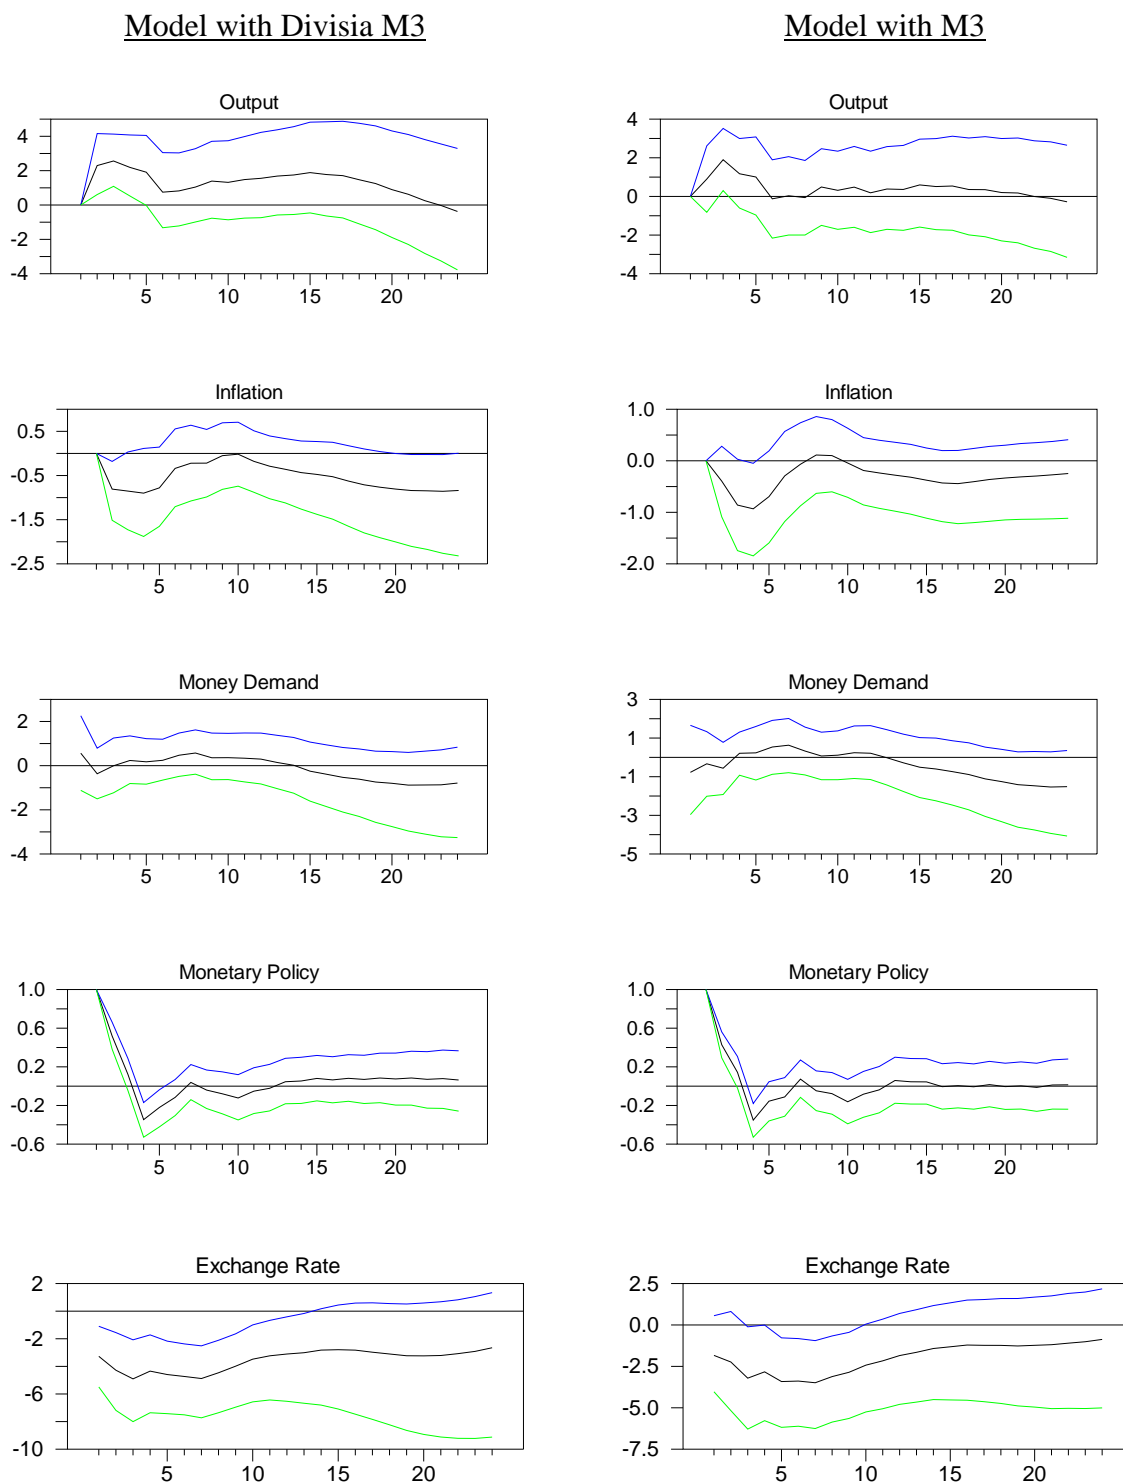 Model with Divisia M3 Model with M3
Output Output
4 4
2 2
0 0
-2 -2
-4 -4
5 10 15 20 5 10 15 20
Inflation Inflation
0.5 1.0
-0.5 0.0
-1.5 -1.0
-2.5 -2.0
5 10 15 20 5 10 15 20
Money Demand Money Demand
2 3
0 1
-2 -1
-4 -3
-5
5 10 15 20 5 10 15 20
Monetary Policy Monetary Policy
1.0 1.0
0.6 0.6
0.2 0.2
-0.2 -0.2
-0.6 -0.6
5 10 15 20 5 10 15 20
Exchange Rate Exchange Rate
2 2.5
-2 0.0
-6 -2.5
-10 -5.0
-7.5
5 10 15 20 5 10 15 20